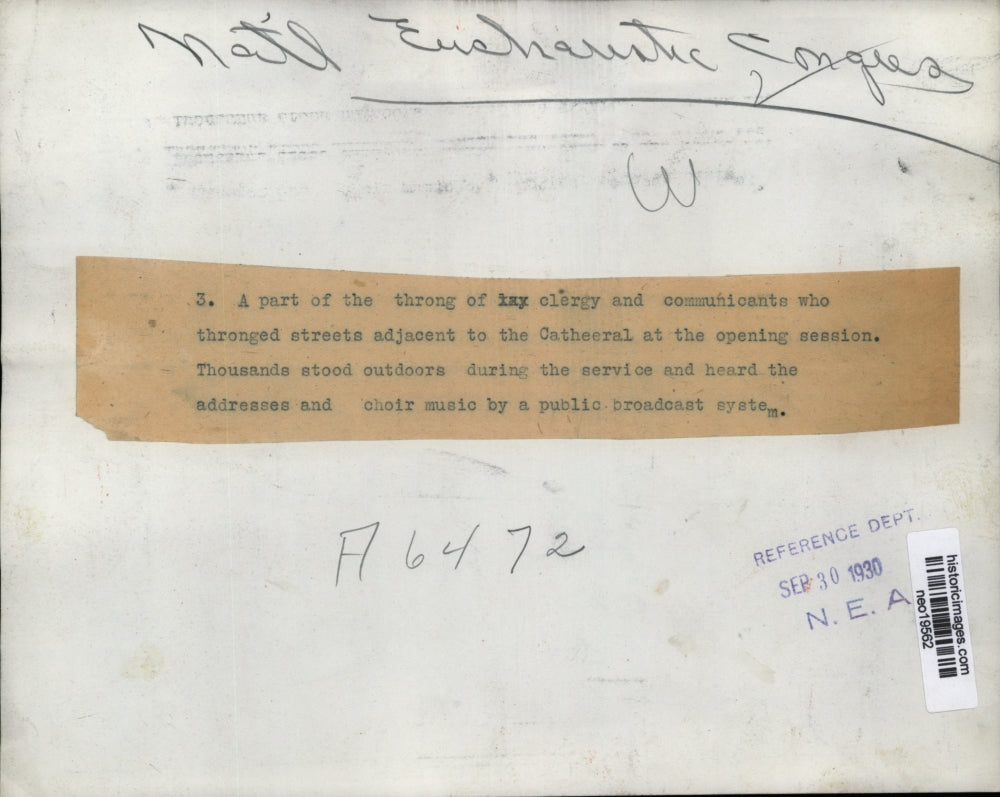 Nat'l Eucharistic Congress
W
3. A part of the throng of lay clergy and communicants who
thronged streets adjacent to the Catheeral at the opening session.
Thousands stood outdoors during the service and heard the
addresses and choir music by a public broadcast system.
A 6472
REFERENCE DEPT.
SEP 30 1930
N. E. A
historicimages.com
neo19562